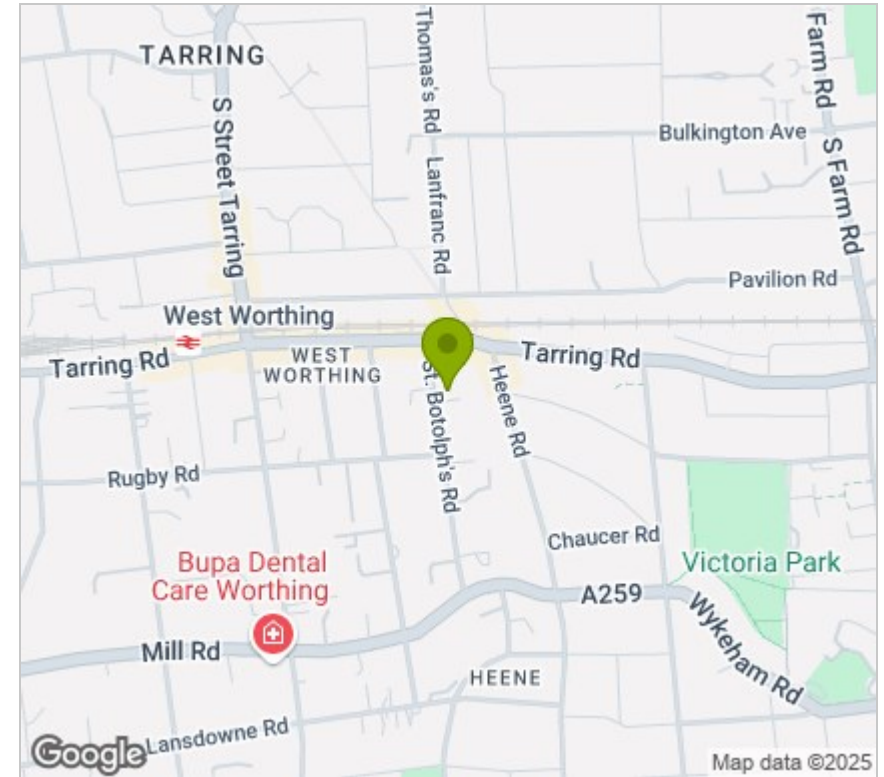 TARRING
S Street Tarring
Thomas's Rd
Lanfranc Rd
Farm Rd
S Farm Rd
Bulkington Ave
Pavilion Rd
West Worthing
Tarring Rd
WEST
WORTHING
Tarring Rd
St. Botolph's Rd
Heene Rd
Rugby Rd
Chaucer Rd
Victoria Park
Bupa Dental
Care Worthing
A259
Wykeham Rd
Mill Rd
HEENE
Lansdowne Rd
Google
Map data ©2025